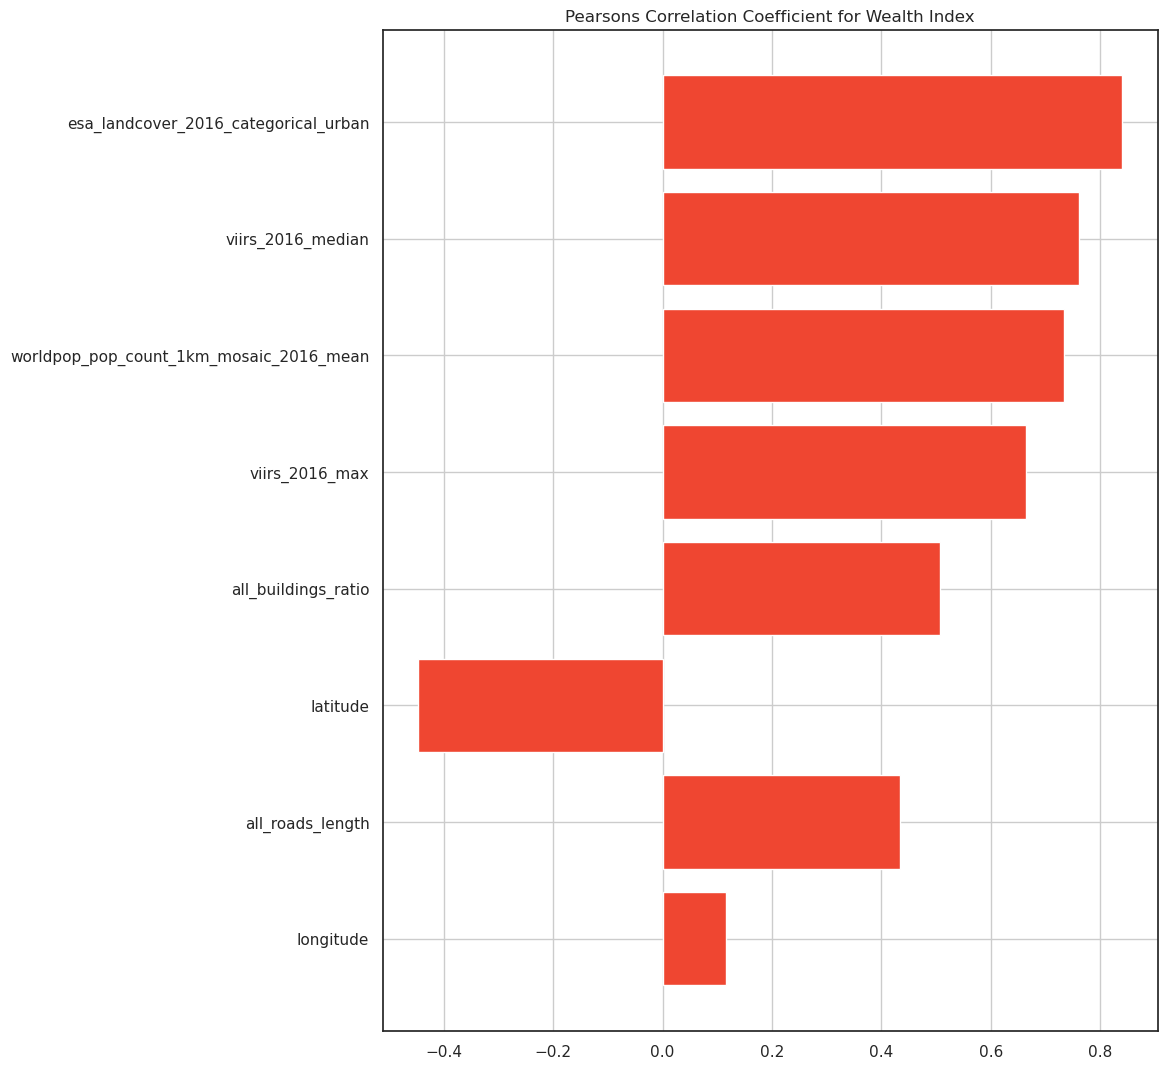 Pearsons Correlation Coefficient for Wealth Index
esa_landcover_2016_categorical_urban
viirs_2016_median
worldpop_pop_count_1km_mosaic_2016_mean
viirs_2016_max
all_buildings_ratio
latitude
all_roads_length
longitude
−0.4 −0.2 0.0 0.2 0.4 0.6 0.8